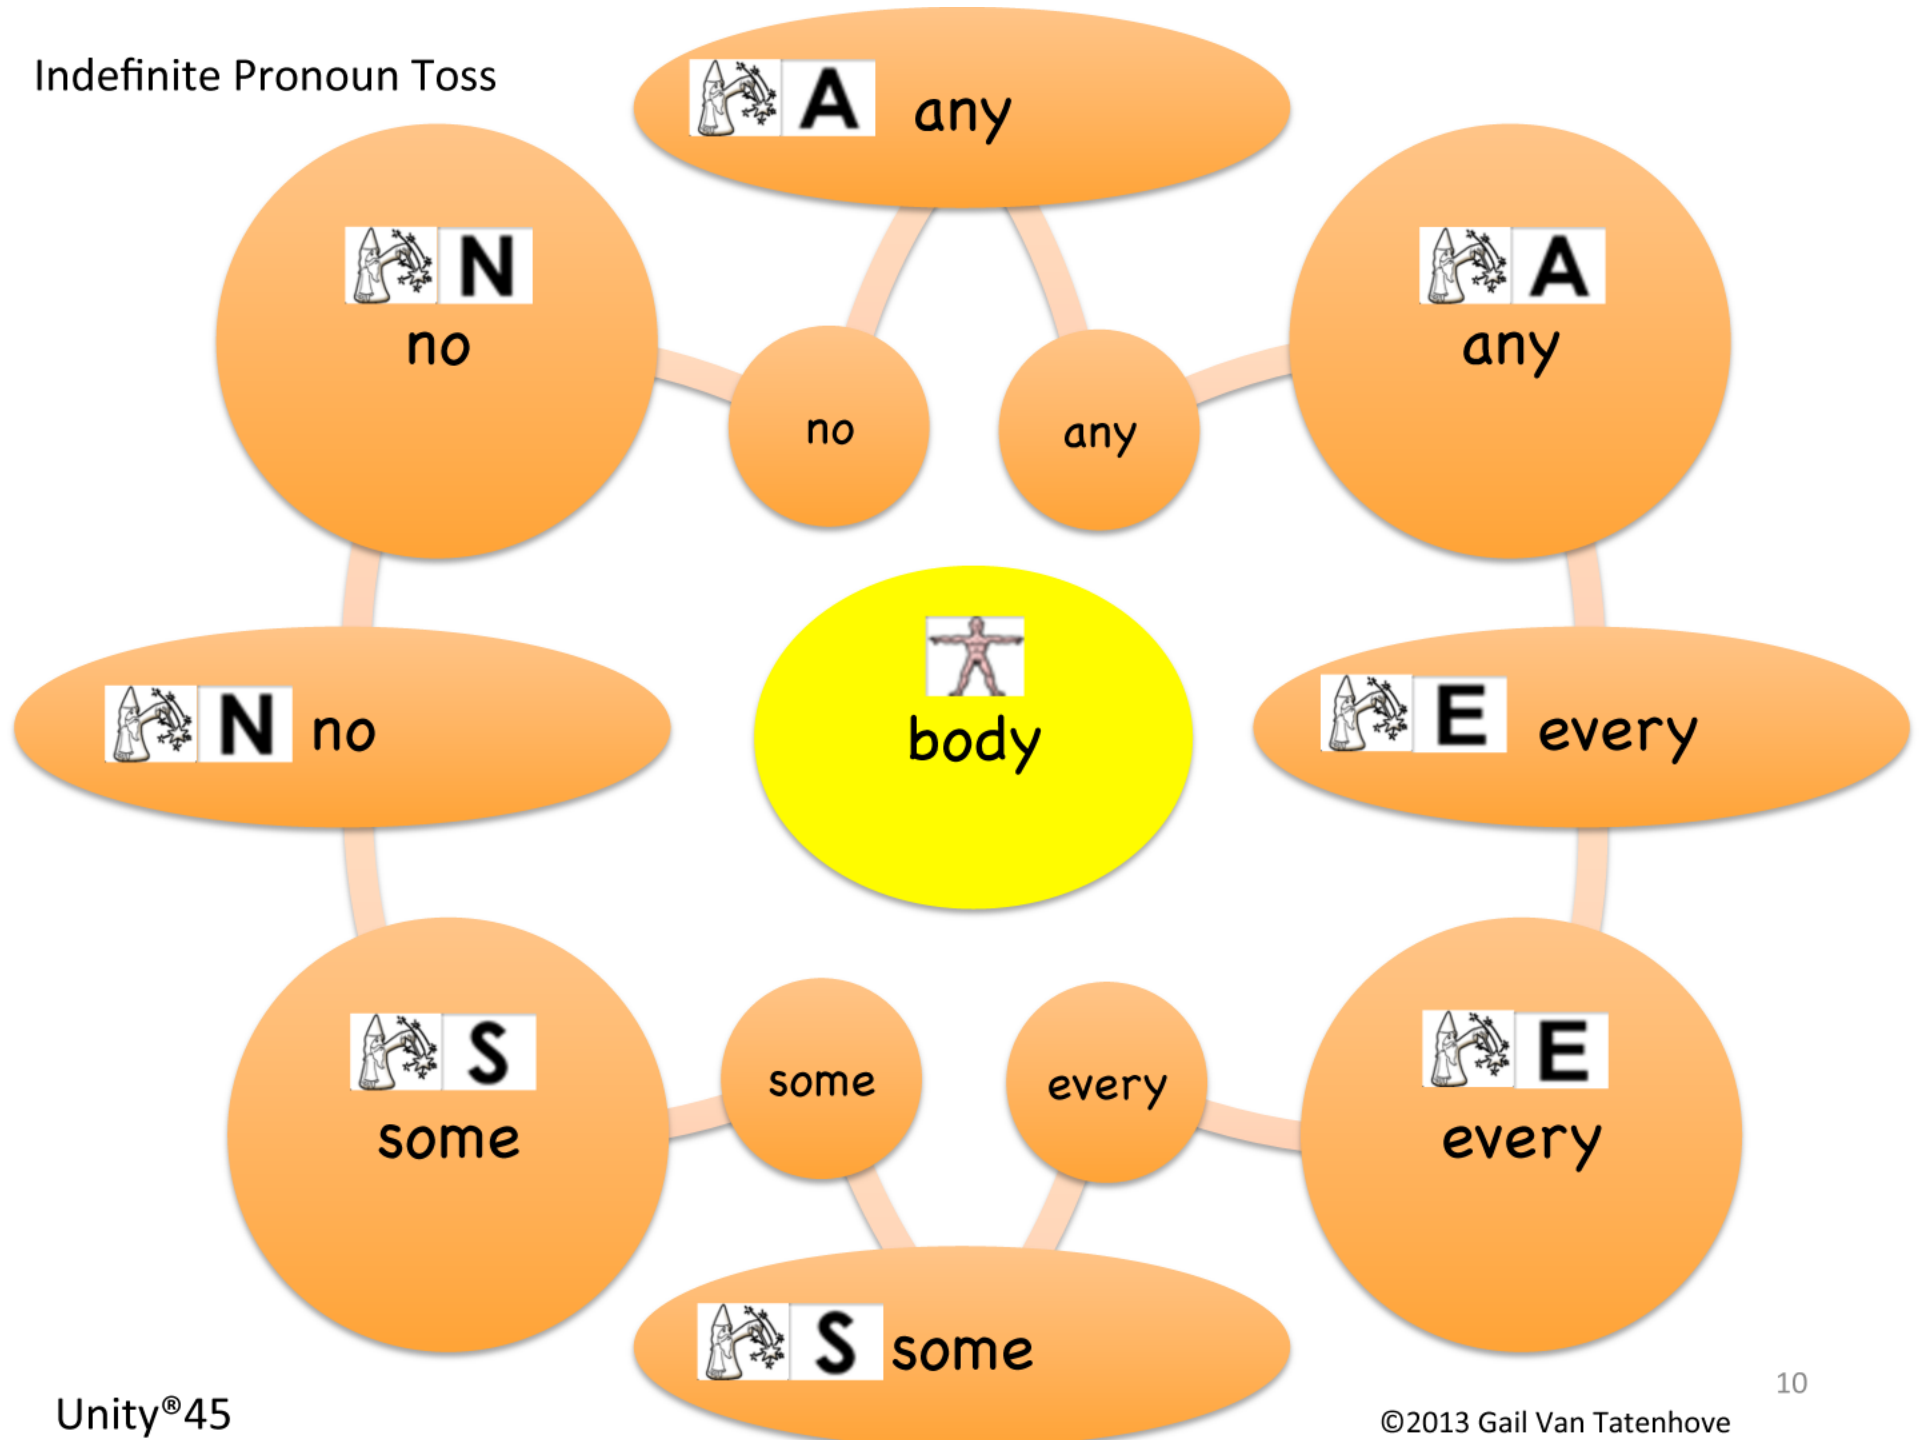 Indefinite Pronoun Toss
A any
N
no
A
any
no
any
body
N no
E every
S
some
some
every
E
every
S some
10
Unity®45
©2013 Gail Van Tatenhove